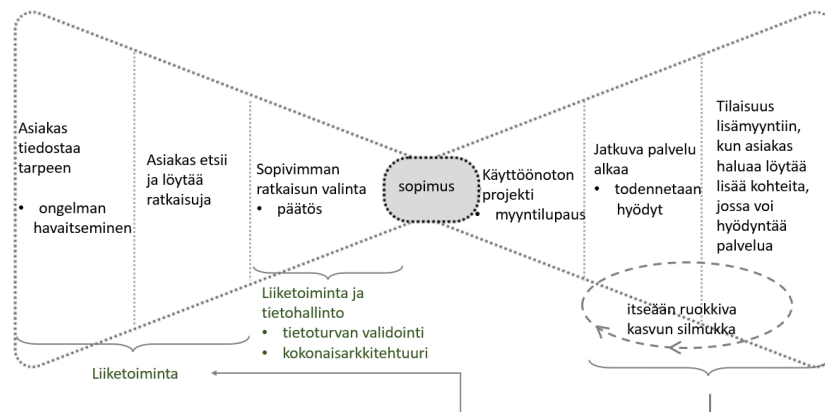 Asiakas
tiedostaa
tarpeen
• ongelman
havaitseminen
Asiakas etsii
ja löytää
ratkaisuja
Sopivimman
ratkaisun valinta
• päätös
sopimus
Käyttöönoton
projekti
• myyntilupaus
Jatkuva palvelu
alkaa
• todennetaan
hyödyt
Tilaisuus
lisämyyntiin,
kun asiakas
haluaa löytää
lisää kohteita,
jossa voi
hyödyntää
palvelua
Liiketoiminta ja
tietohallinto
• tietoturvan validointi
• kokonaisarkkitehtuuri
itseään ruokkiva
kasvun silmukka
Liiketoiminta